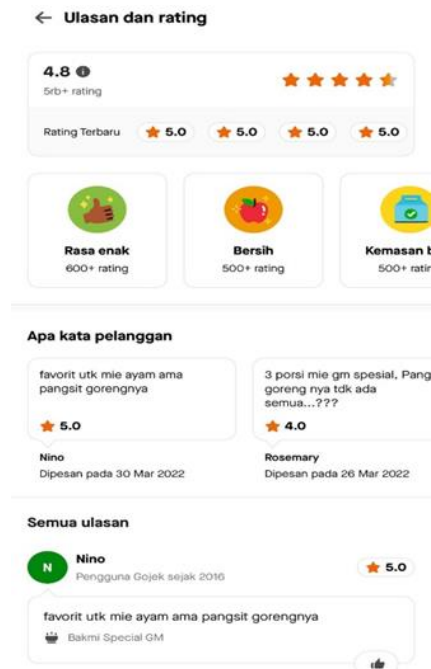 Ulasan dan rating
4.8
5rb+ rating
Rating Terbaru 5.0 5.0 5.0 5.0
Rasa enak Bersih Kemasan b
600+ rating 500+ rating 500+ ratin
Apa kata pelanggan
favorit utk mie ayam ama
pangsit gorengnya
5.0
Nino
Dipesan pada 30 Mar 2022
3 porsi mie gm spesial, Pang
goreng nya tdk ada
semua...???
4.0
Rosemary
Dipesan pada 26 Mar 2022
Semua ulasan
N
Nino 5.0
Pengguna Gojek sejak 2016
favorit utk mie ayam ama pangsit gorengnya
Bakmi Special GM